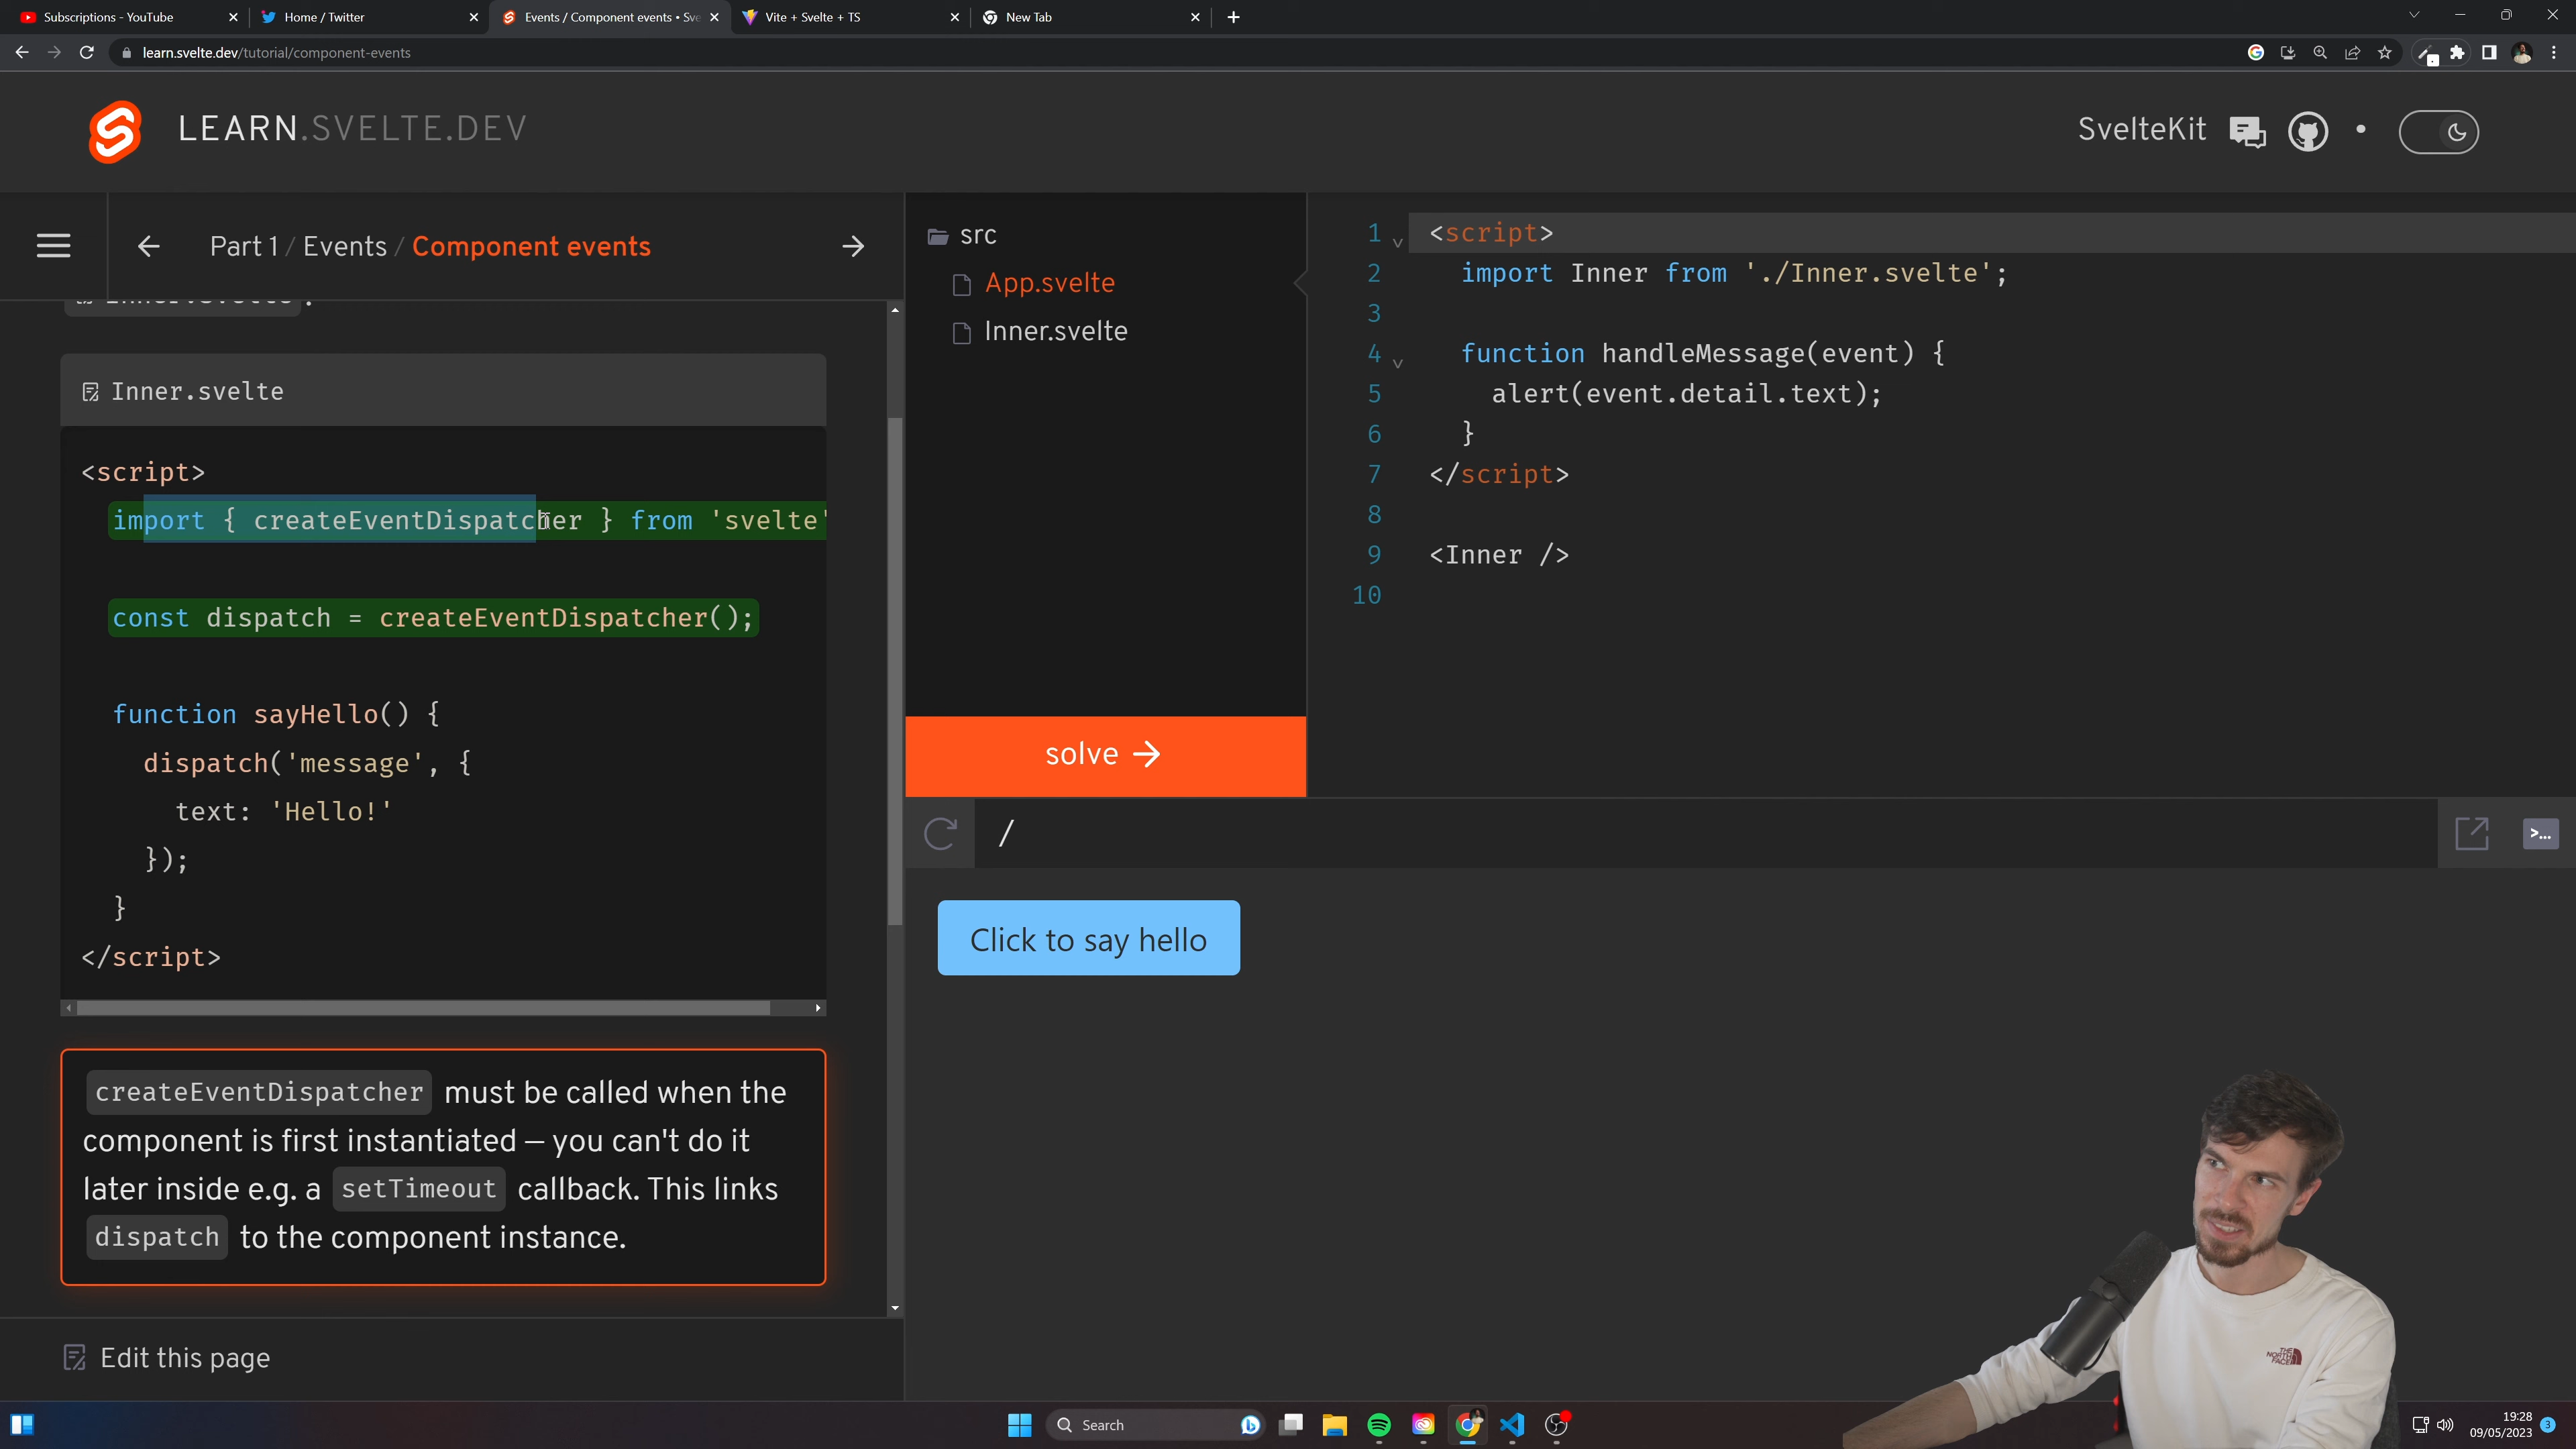 Subscriptions - YouTube
Home / Twitter
Events / Component events • Sve
Vite + Svelte + TS
New Tab
learn.svelte.dev/tutorial/component-events
LEARN.SVELTE.DEV
SvelteKit
Part 1 / Events / Component events
Inner.svelte
<script>
import { createEventDispatcher } from 'svelte'
const dispatch = createEventDispatcher();
function sayHello() {
dispatch('message', {
text: 'Hello!'
});
}
</script>
createEventDispatcher must be called when the
component is first instantiated — you can't do it
later inside e.g. a setTimeout callback. This links
dispatch to the component instance.
Edit this page
src
App.svelte
Inner.svelte
solve
1 <script>
2 import Inner from './Inner.svelte';
3
4 function handleMessage(event) {
5 alert(event.detail.text);
6 }
7 </script>
8
9 <Inner />
10
/
>...
Click to say hello
THE NORTH FACE
Search
19:28
09/05/2023
3